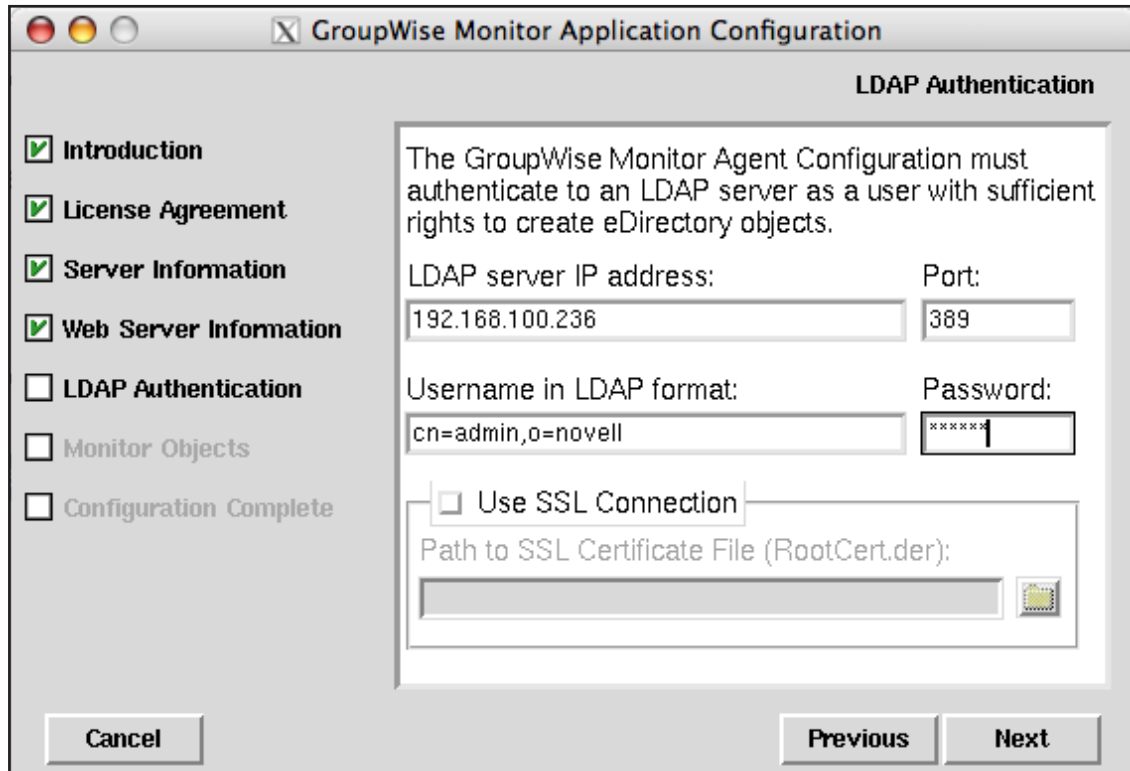 GroupWise Monitor Application Configuration
LDAP Authentication
Introduction
License Agreement
Server Information
Web Server Information
LDAP Authentication
Monitor Objects
Configuration Complete
The GroupWise Monitor Agent Configuration must
authenticate to an LDAP server as a user with sufficient
rights to create eDirectory objects.
LDAP server IP address: Port:
192.168.100.236 389
Username in LDAP format: Password:
cn=admin,o=novell ******
Use SSL Connection
Path to SSL Certificate File (RootCert.der):
Cancel Previous Next